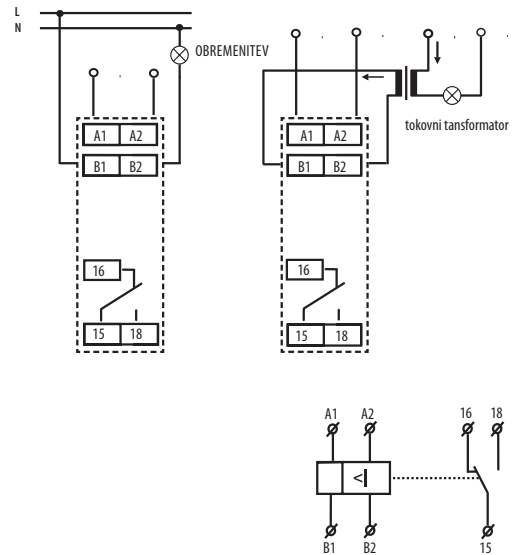 L
N
OBREMENITEV
A1 A2
B1 B2
16
15 18
tokovni tansformator
A1 A2
B1 B2
16
15 18
A1 A2 16 18
<I
B1 B2 15